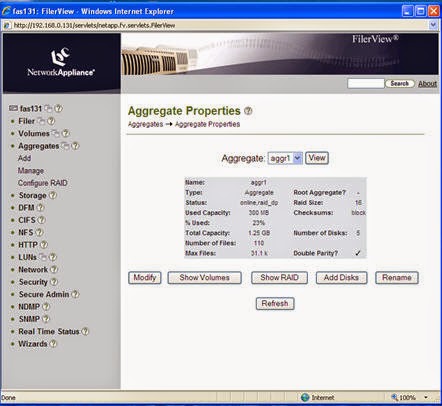 fas131: FilerView - Windows Internet Explorer
http://192.168.0.131/servlets/netapp.fv.servlets.FilerView
FilerView®
NetworkAppliance®
Search About
fas131
Filer
Volumes
Aggregates
Add
Manage
Configure RAID
Storage
DFM
CIFS
NFS
HTTP
LUNs
Network
Security
Secure Admin
NDMP
SNMP
Real Time Status
Wizards
Aggregate Properties
Aggregates → Aggregate Properties
Aggregate: aggr1 View
Name: aggr1
Type: Aggregate Root Aggregate? -
Status: online,raid_dp Raid Size: 16
Used Capacity: 300 MB Checksums: block
% Used: 23%
Total Capacity: 1.25 GB Number of Disks: 5
Number of Files: 110
Max Files: 31.1 k Double Parity? ✓
Modify Show Volumes Show RAID Add Disks Rename
Refresh
Done Internet 100%